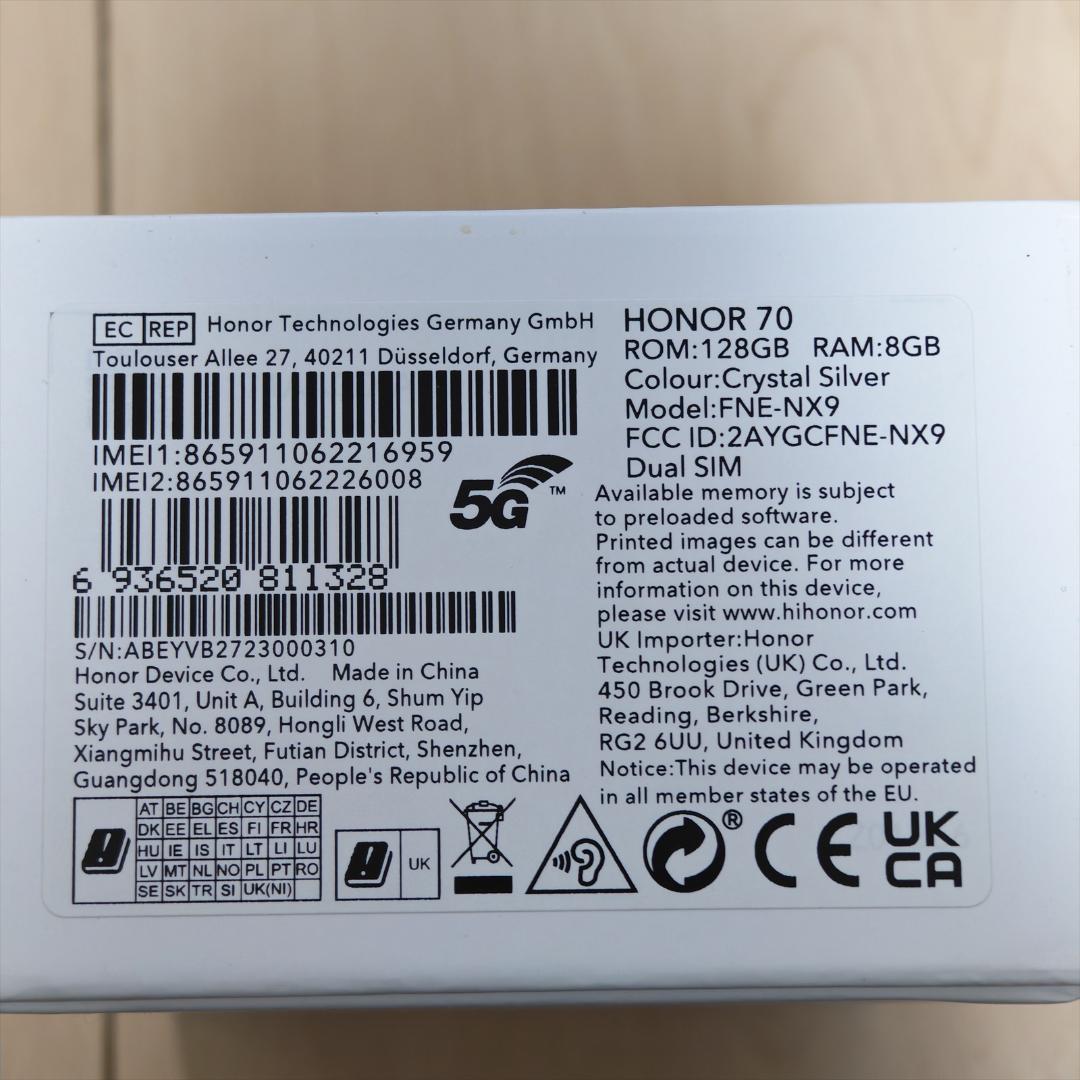 EC REP Honor Technologies Germany GmbH
Toulouser Allee 27, 40211 Düsseldorf, Germany
IMEI1:865911062216959
IMEI2:865911062226008
5G™
6 936520 811328
S/N:ABEYVB2723000310
Honor Device Co., Ltd. Made in China
Suite 3401, Unit A, Building 6, Shum Yip
Sky Park, No. 8089, Hongli West Road,
Xiangmihu Street, Futian District, Shenzhen,
Guangdong 518040, People's Republic of China
AT BE BG CH CY CZ DE
DK EE EL ES FI FR HR
HU IE IS IT LT LI LU
LV MT NL NO PL PT RO
SE SK TR SI UK(NI)
UK
HONOR 70
ROM:128GB RAM:8GB
Colour:Crystal Silver
Model:FNE-NX9
FCC ID:2AYGCFNE-NX9
Dual SIM
Available memory is subject
to preloaded software.
Printed images can be different
from actual device. For more
information on this device,
please visit www.hihonor.com
UK Importer:Honor
Technologies (UK) Co., Ltd.
450 Brook Drive, Green Park,
Reading, Berkshire,
RG2 6UU, United Kingdom
Notice:This device may be operated
in all member states of the EU.
® CE UK
CA